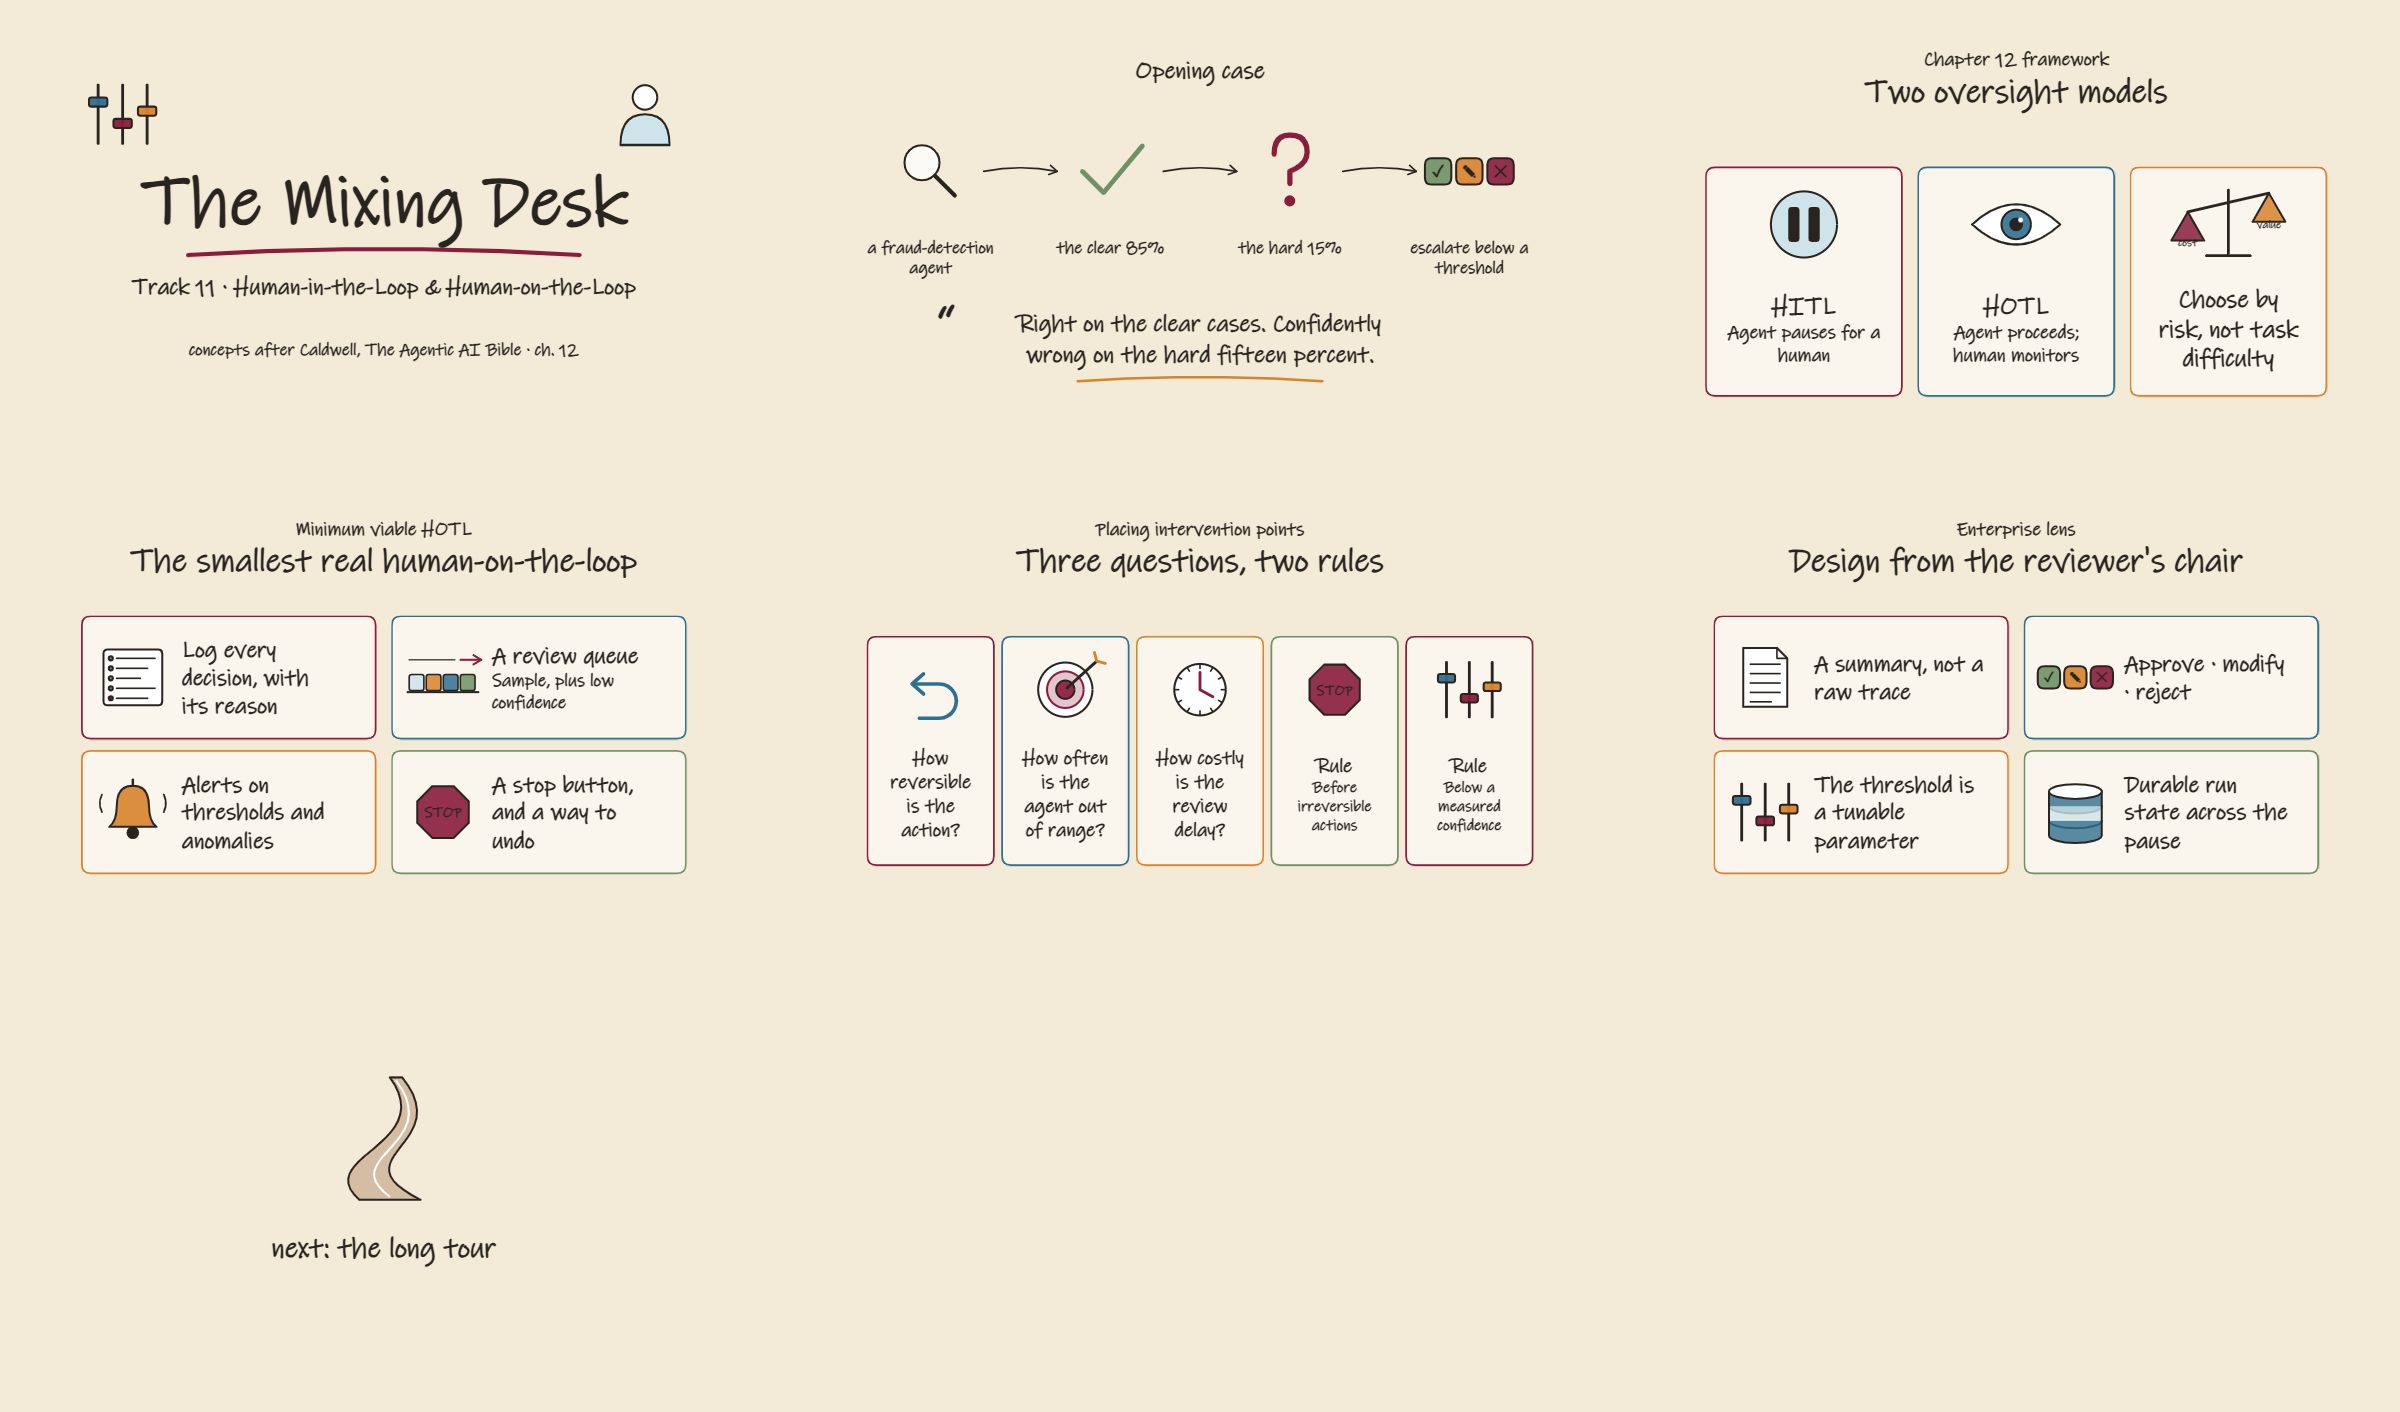 The Mixing Desk
Track 11 · Human-in-the-Loop & Human-on-the-Loop
concepts after Caldwell, The Agentic AI Bible · ch. 12
Opening case
a fraud-detection
agent
the clear 85%
the hard 15%
escalate below a
threshold
“
Right on the clear cases. Confidently
wrong on the hard fifteen percent.
Chapter 12 framework
Two oversight models
HITL
Agent pauses for a
human
HOTL
Agent proceeds;
human monitors
cost
value
Choose by
risk, not task
difficulty
Minimum viable HOTL
The smallest real human-on-the-loop
Log every
decision, with
its reason
A review queue
Sample, plus low
confidence
Alerts on
thresholds and
anomalies
STOP
A stop button,
and a way to
undo
Placing intervention points
Three questions, two rules
How
reversible
is the
action?
How often
is the
agent out
of range?
How costly
is the
review
delay?
STOP
Rule
Before
irreversible
actions
Rule
Below a
measured
confidence
Enterprise lens
Design from the reviewer's chair
A summary, not a
raw trace
Approve · modify
· reject
The threshold is
a tunable
parameter
Durable run
state across the
pause
next: the long tour